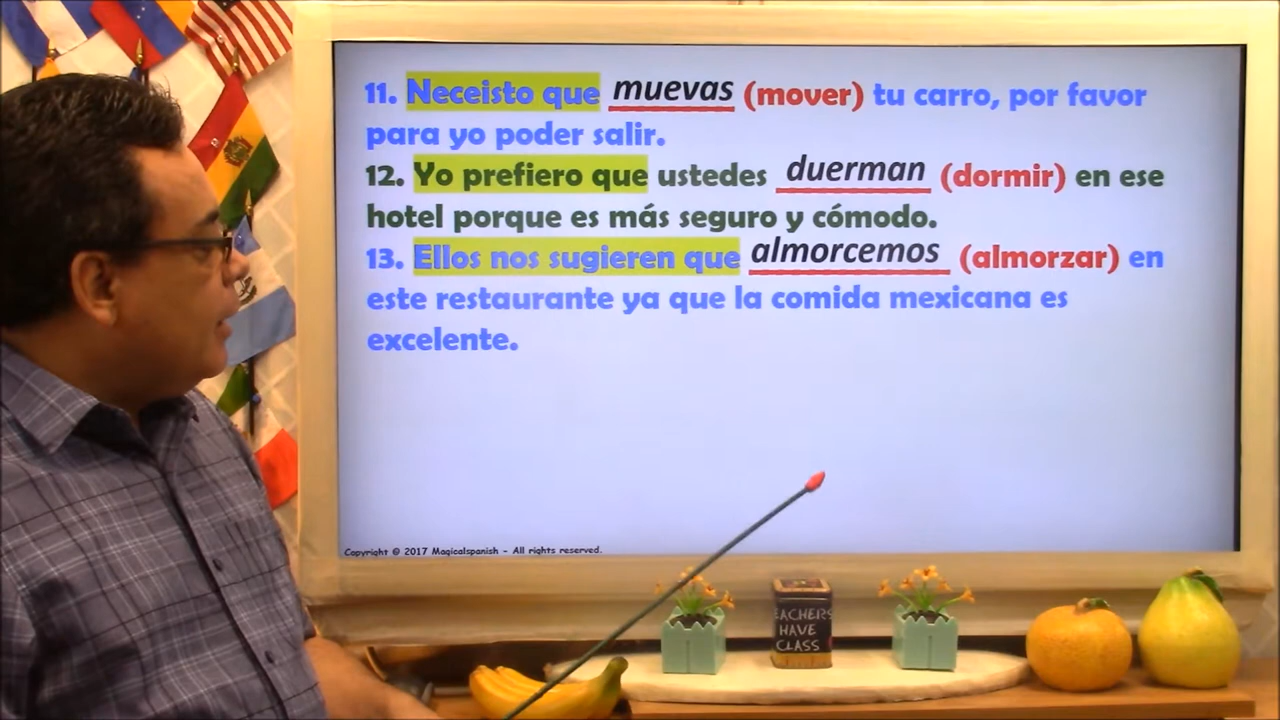 11. Neceisto que muevas (mover) tu carro, por favor
para yo poder salir.
12. Yo prefiero que ustedes duerman (dormir) en ese
hotel porque es más seguro y cómodo.
13. Ellos nos sugieren que almorcemos (almorzar) en
este restaurante ya que la comida mexicana es
excelente.
Copyright © 2017 Magicalspanish - All rights reserved.
EACHERS
HAVE
CLASS